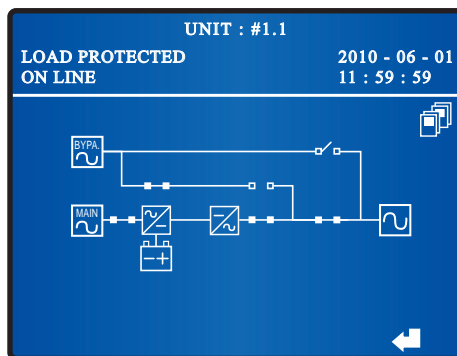 UNIT : #1.1
LOAD PROTECTED
2010 - 06 - 01
ON LINE
11 : 59 : 59
BYPA.
MAIN